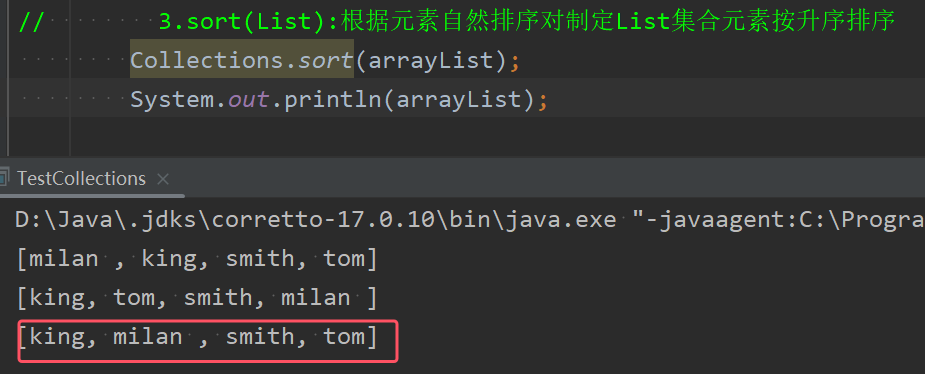 //        3.sort(List):根据元素自然排序对制定List集合元素按升序排序
Collections.sort(arrayList);
System.out.println(arrayList);
TestCollections ×
D:\Java\.jdks\corretto-17.0.10\bin\java.exe "-javaagent:C:\Progra
[milan , king, smith, tom]
[king, tom, smith, milan ]
[king, milan , smith, tom]